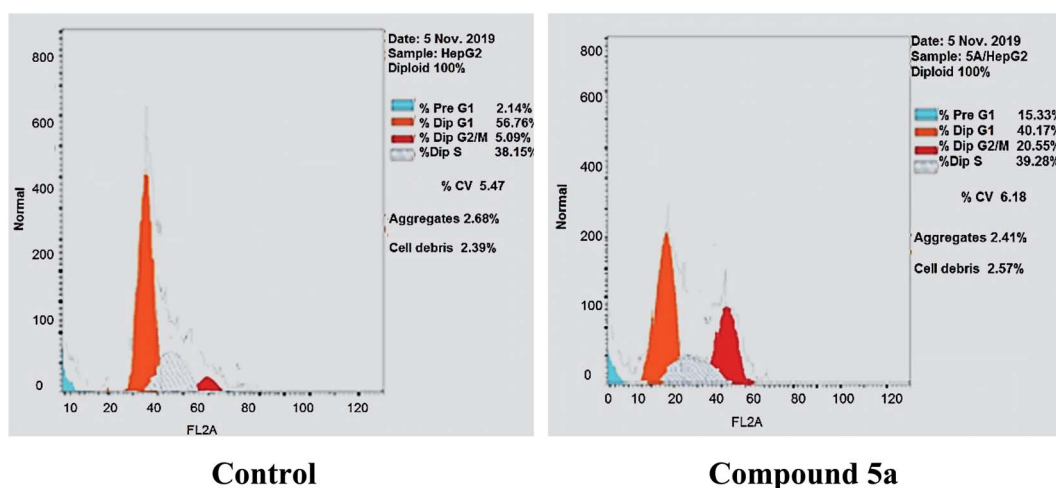 Date: 5 Nov. 2019
Sample: HepG2
Diploid 100%
% Pre G1 2.14%
% Dip G1 56.76%
% Dip G2/M 5.09%
%Dip S 38.15%
% CV 5.47
Aggregates 2.68%
Cell debris 2.39%
Normal
800
600
400
200
100
0
10 20 40 60 80 100 120
FL2A
Control
Date: 5 Nov. 2019
Sample: 5A/HepG2
Diploid 100%
% Pre G1 15.33%
% Dip G1 40.17%
% Dip G2/M 20.55%
%Dip S 39.28%
% CV 6.18
Aggregates 2.41%
Cell debris 2.57%
Normal
800
600
400
200
100
0
0 10 20 40 60 80 100 120
FL2A
Compound 5a